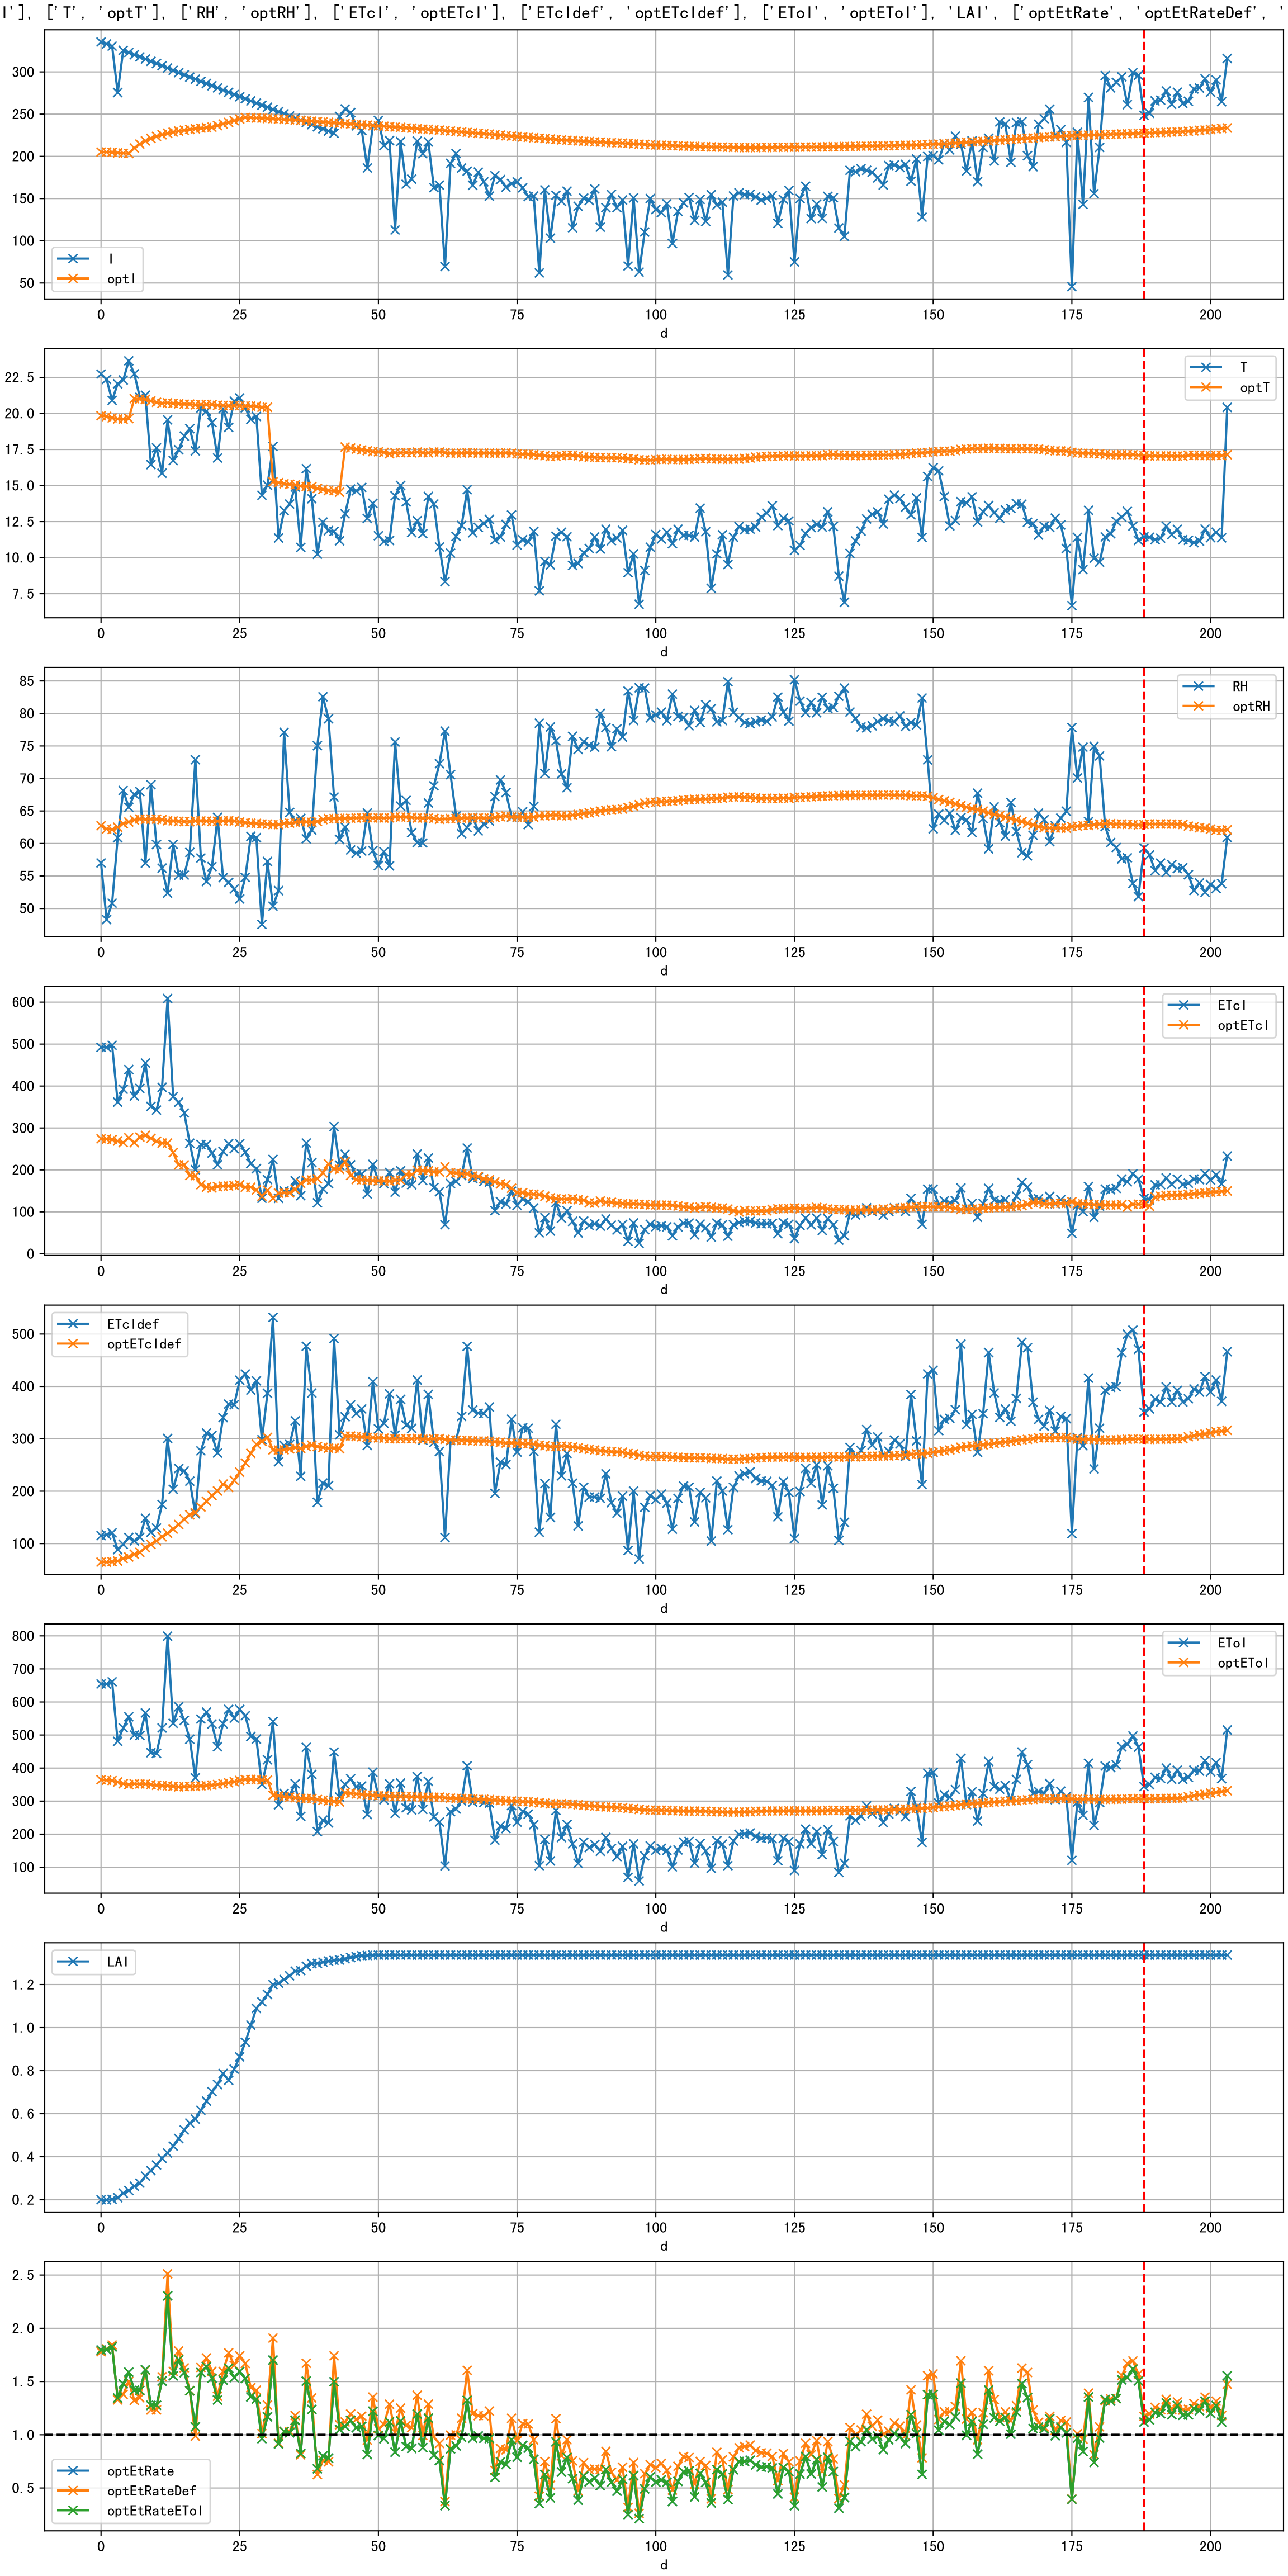 I'], ['T', 'optT'], ['RH', 'optRH'], ['ETcI', 'optETcI'], ['ETcIdef', 'optETcIdef'], ['EToI', 'optEToI'], 'LAI', ['optEtRate', 'optEtRateDef', '
300
250
200
150
100
50
I
optI
0 25 50 75 100 125 150 175 200
d
22.5
20.0
17.5
15.0
12.5
10.0
7.5
T
optT
0 25 50 75 100 125 150 175 200
d
85
80
75
70
65
60
55
50
RH
optRH
0 25 50 75 100 125 150 175 200
d
600
500
400
300
200
100
0
ETcI
optETcI
0 25 50 75 100 125 150 175 200
d
500
400
300
200
100
ETcIdef
optETcIdef
0 25 50 75 100 125 150 175 200
d
800
700
600
500
400
300
200
100
EToI
optEToI
0 25 50 75 100 125 150 175 200
d
1.2
1.0
0.8
0.6
0.4
0.2
LAI
0 25 50 75 100 125 150 175 200
d
2.5
2.0
1.5
1.0
0.5
optEtRate
optEtRateDef
optEtRateEToI
0 25 50 75 100 125 150 175 200
d